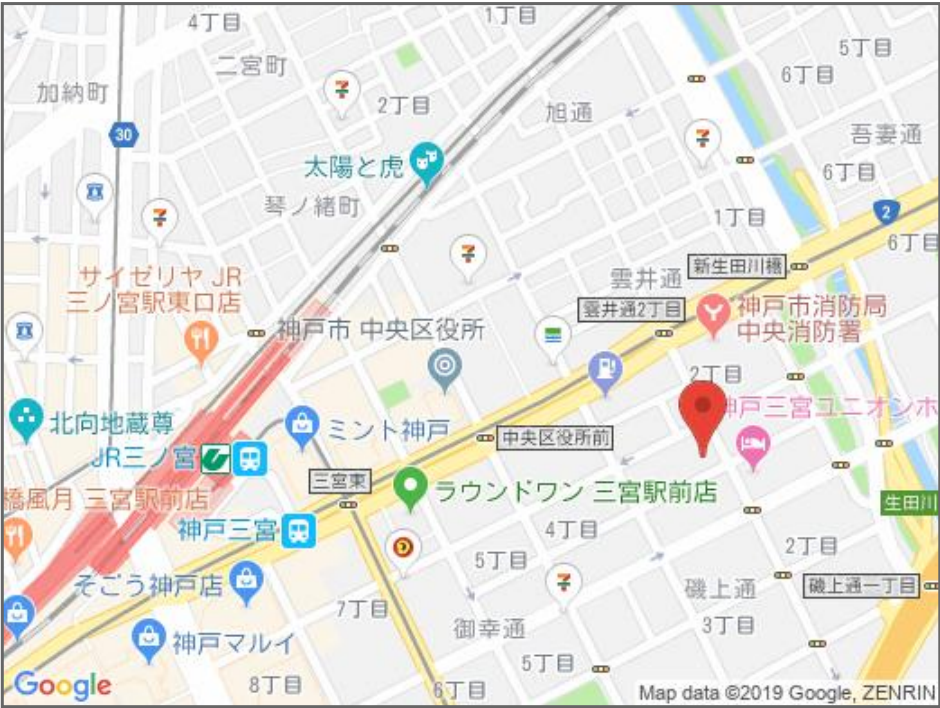 4丁目
1丁目
5丁目
二宮町
6丁目
加納町
2丁目
旭通
30
吾妻通
太陽と虎
6丁目
琴ノ緒町
1丁目
2
6丁目
サイゼリヤ JR
三ノ宮駅東口店
雲井通
新生田川橋
雲井通2丁目
神戸市消防局
中央消防署
神戸市 中央区役所
2丁目
神戸三宮ユニオンホ
北向地蔵尊
ミント神戸
中央区役所前
JR三ノ宮
三宮東
橋風月 三宮駅前店
ラウンドワン 三宮駅前店
生田川
神戸三宮
4丁目
2丁目
5丁目
そごう神戸店
磯上通
磯上通一丁目
7丁目
御幸通
3丁目
神戸マルイ
5丁目
Google
8丁目
6丁目
Map data ©2019 Google, ZENRIN